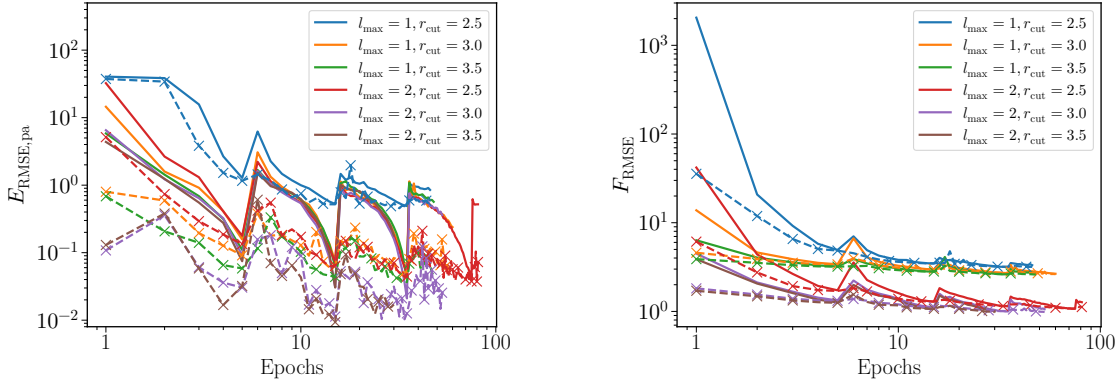 10²
10¹
10⁰
10⁻¹
10⁻²
E_RMSE,pa
1
10
100
Epochs
l_max = 1, r_cut = 2.5
l_max = 1, r_cut = 3.0
l_max = 1, r_cut = 3.5
l_max = 2, r_cut = 2.5
l_max = 2, r_cut = 3.0
l_max = 2, r_cut = 3.5
10³
10²
10¹
10⁰
F_RMSE
1
10
100
Epochs
l_max = 1, r_cut = 2.5
l_max = 1, r_cut = 3.0
l_max = 1, r_cut = 3.5
l_max = 2, r_cut = 2.5
l_max = 2, r_cut = 3.0
l_max = 2, r_cut = 3.5